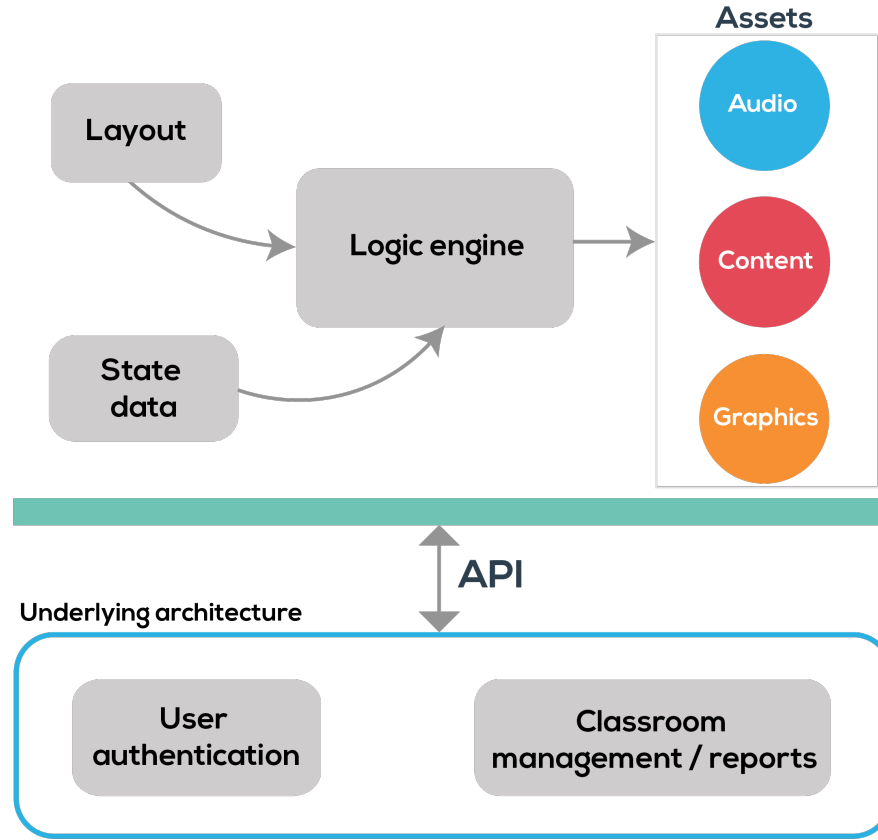 Assets
Audio
Layout
Logic engine
Content
State
data
Graphics
API
Underlying architecture
User
authentication
Classroom
management / reports